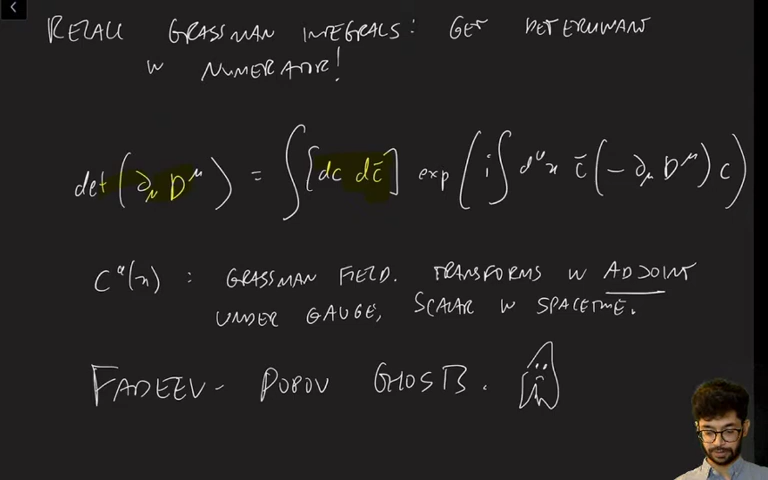 RECALL GRASSMAN INTEGRALS: GET DETERMINANT
IN NUMERATOR!
det(∂_μ D^μ) = ∫[dc dc̄] exp(i∫d⁴x c̄(-∂_μ D^μ)c)
c^a(x) : GRASSMAN FIELD. TRANSFORMS IN ADJOINT
UNDER GAUGE, SCALAR IN SPACETIME.
FADEEV-POPOV GHOSTS.